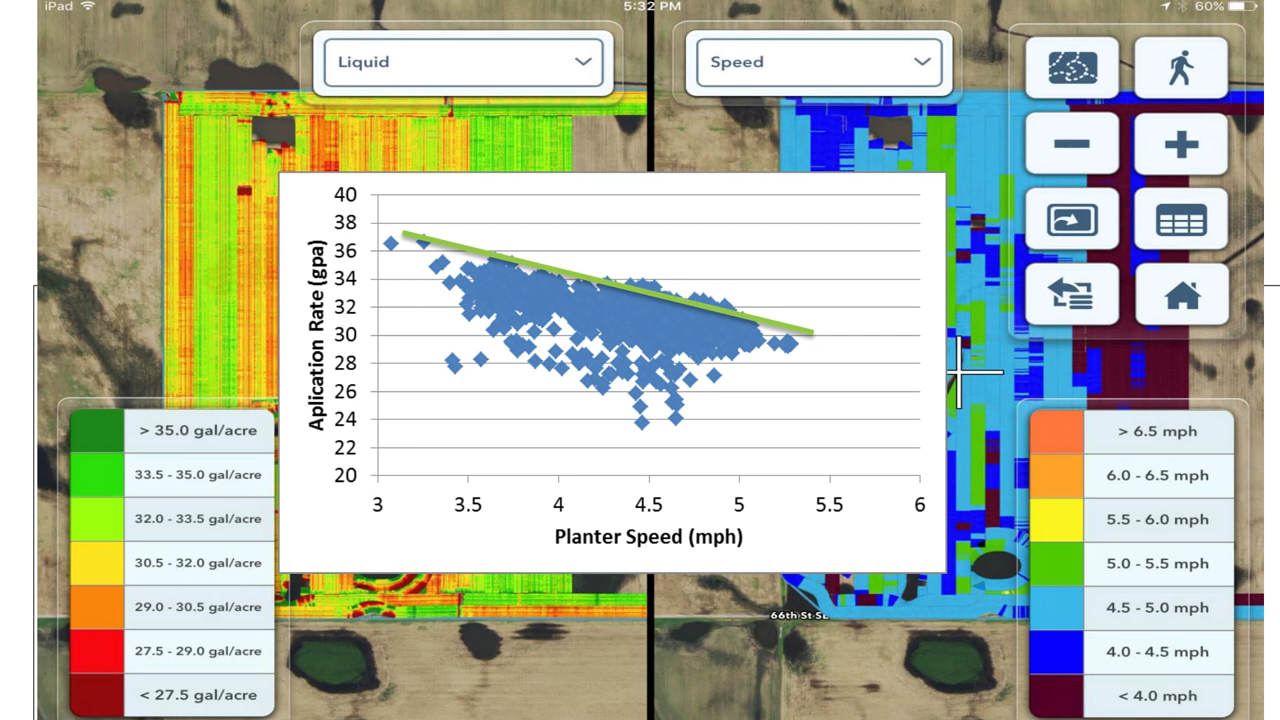 iPad 5:32 PM 60%
Liquid
Speed
40
38
36
34
32
30
28
26
24
22
20
Aplication Rate (gpa)
3 3.5 4 4.5 5 5.5 6
Planter Speed (mph)
> 35.0 gal/acre
33.5 - 35.0 gal/acre
32.0 - 33.5 gal/acre
30.5 - 32.0 gal/acre
29.0 - 30.5 gal/acre
27.5 - 29.0 gal/acre
< 27.5 gal/acre
> 6.5 mph
6.0 - 6.5 mph
5.5 - 6.0 mph
5.0 - 5.5 mph
4.5 - 5.0 mph
4.0 - 4.5 mph
< 4.0 mph
66th St SE